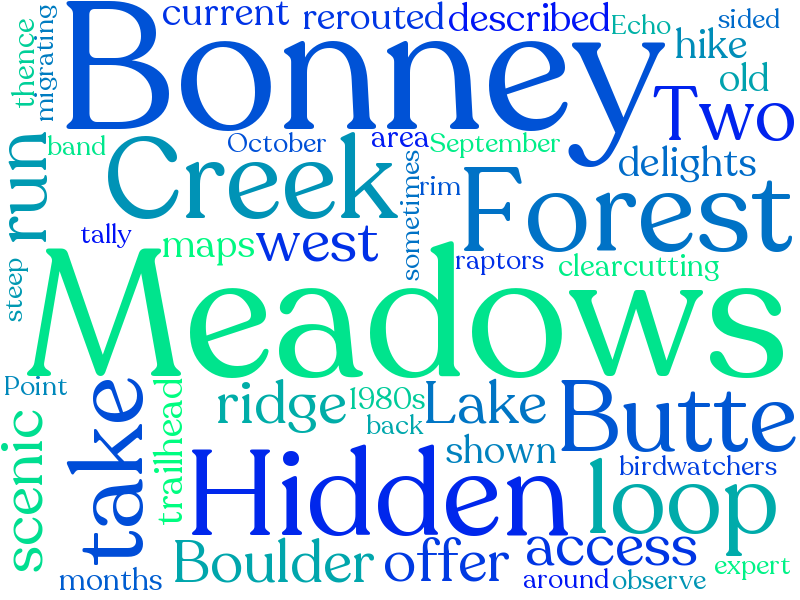 current
rerouted
described
Echo
sided
thence
migrating
Bonney
hike
old
Two
run
band
October
area
September
Creek
sometimes
rim
delights
Forest
tally
maps
west
raptors
clearcutting
steep
Meadows
Point
take
trailhead
ridge
1980s
back
Lake
Butte
scenic
shown
birdwatchers
Hidden
loop
months
Boulder
offer
access
around
observe
expert